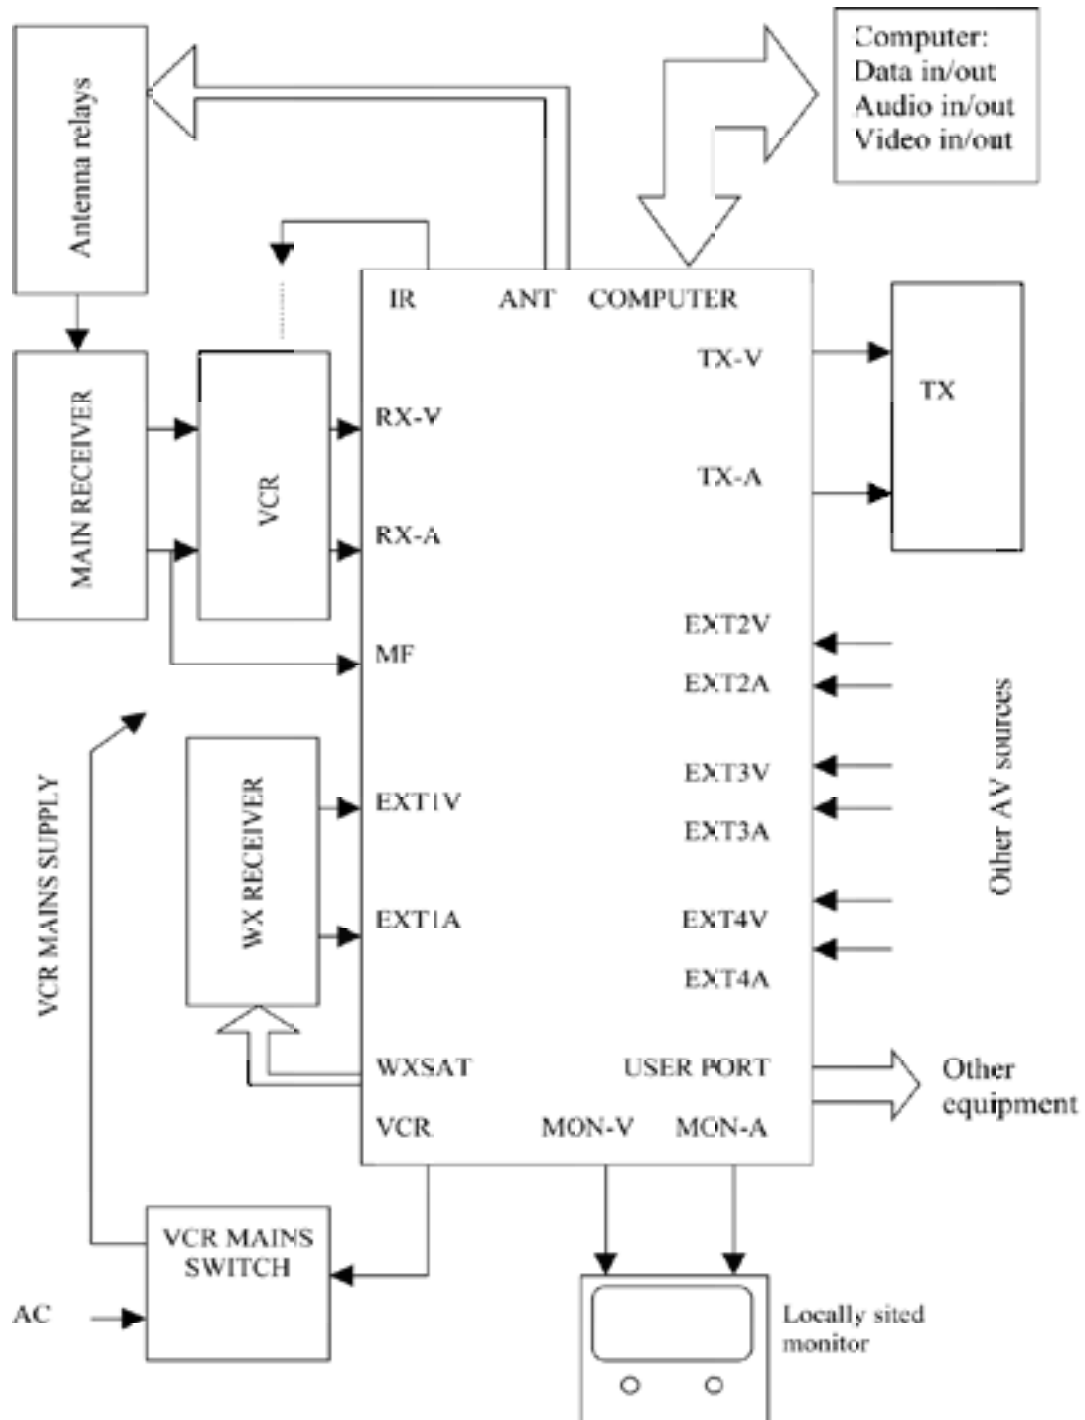 Computer:
Data in/out
Audio in/out
Video in/out
Antenna relays
IR
ANT
COMPUTER
TX-V
TX
TX-A
RX-V
RX-A
MAIN RECEIVER
VCR
MF
EXT2V
EXT2A
EXT3V
EXT3A
EXT4V
EXT4A
Other AV sources
EXT1V
EXT1A
WX RECEIVER
VCR MAINS SUPPLY
WXSAT
USER PORT
Other
equipment
VCR
MON-V
MON-A
VCR MAINS
SWITCH
AC
Locally sited
monitor